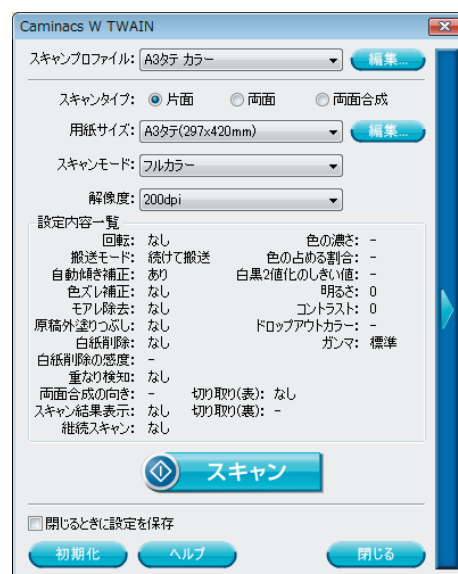 Caminacs W TWAIN
スキャンプロファイル: A3タテ カラー 編集...
スキャンタイプ: 片面 両面 両面合成
用紙サイズ: A3タテ(297x420mm) 編集...
スキャンモード: フルカラー
解像度: 200dpi
設定内容一覧
回転: なし 色の濃さ: -
搬送モード: 続けて搬送 色の占める割合: -
自動傾き補正: あり 白黒2値化のしきい値: -
色ズレ補正: なし 明るさ: 0
モアレ除去: なし コントラスト: 0
原稿外塗りつぶし: なし ドロップアウトカラー: -
白紙削除: なし ガンマ: 標準
白紙削除の感度: -
重なり検知: なし
両面合成の向き: - 切り取り(表): なし
スキャン結果表示: なし 切り取り(裏): -
継続スキャン: なし
スキャン
閉じるときに設定を保存
初期化 ヘルプ 閉じる